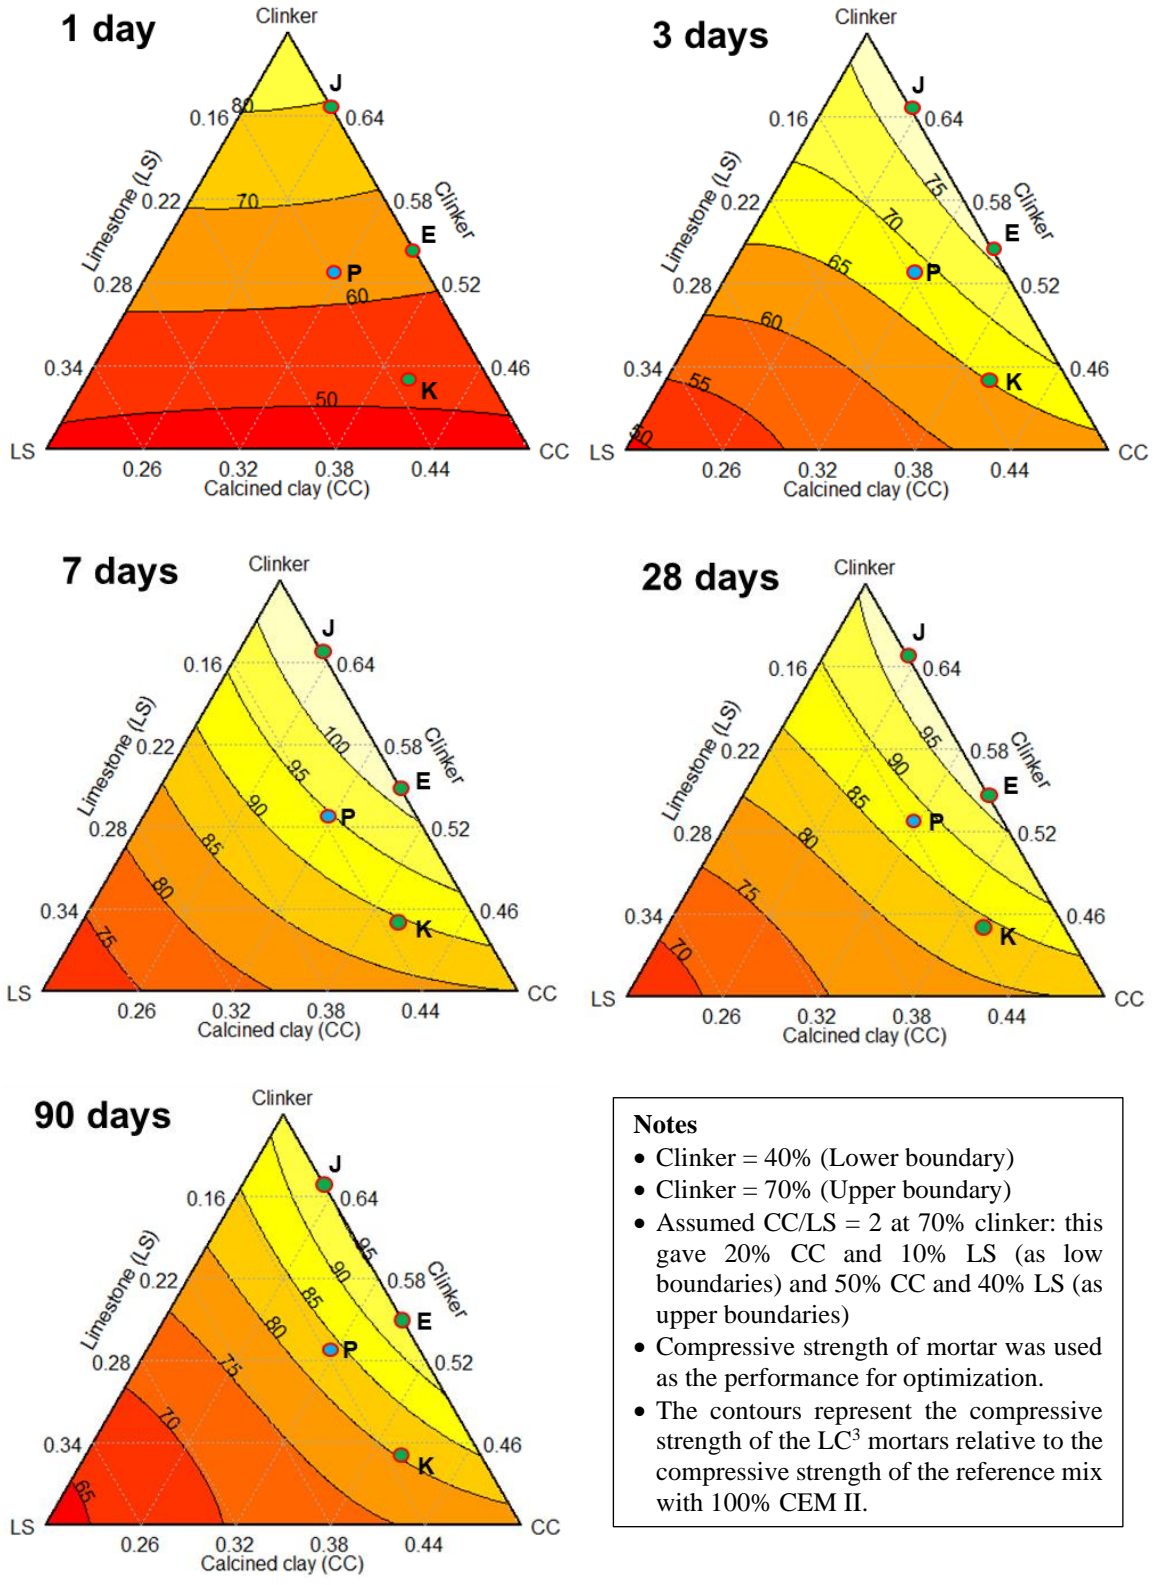 1 day
Clinker
J
80
0.16
0.64
Limestone (LS)
70
0.22
0.58
Clinker
E
P
0.28
0.52
60
0.34
0.46
K
50
LS
CC
0.26
0.32
0.38
0.44
Calcined clay (CC)
3 days
Clinker
J
0.16
0.64
Limestone (LS)
75
0.22
0.58
Clinker
70
E
65
P
0.28
0.52
60
0.34
0.46
55
K
50
LS
CC
0.26
0.32
0.38
0.44
Calcined clay (CC)
7 days
Clinker
J
0.16
0.64
Limestone (LS)
100
0.22
0.58
Clinker
95
E
90
P
0.28
0.52
85
80
0.34
0.46
K
75
LS
CC
0.26
0.32
0.38
0.44
Calcined clay (CC)
28 days
Clinker
J
0.16
0.64
Limestone (LS)
95
0.22
0.58
Clinker
90
E
85
P
0.28
0.52
80
75
0.34
0.46
K
70
LS
CC
0.26
0.32
0.38
0.44
Calcined clay (CC)
90 days
Clinker
J
0.16
0.64
Limestone (LS)
95
0.22
0.58
Clinker
90
85
E
80
P
0.28
0.52
75
70
0.34
0.46
K
65
LS
CC
0.26
0.32
0.38
0.44
Calcined clay (CC)
Notes
• Clinker = 40% (Lower boundary)
• Clinker = 70% (Upper boundary)
• Assumed CC/LS = 2 at 70% clinker: this
gave 20% CC and 10% LS (as low
boundaries) and 50% CC and 40% LS (as
upper boundaries)
• Compressive strength of mortar was used
as the performance for optimization.
• The contours represent the compressive
strength of the LC³ mortars relative to the
compressive strength of the reference mix
with 100% CEM II.